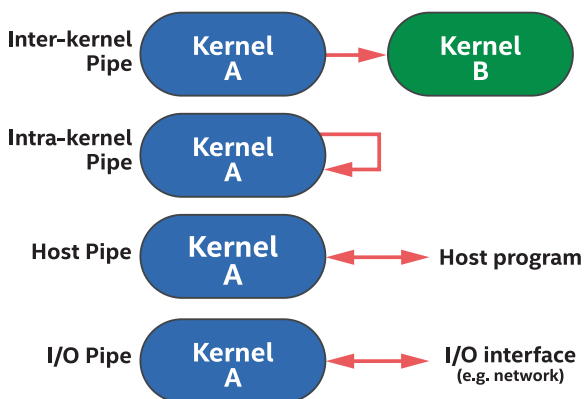 Inter-kernel
Pipe
Kernel
A
Kernel
B
Intra-kernel
Pipe
Kernel
A
Host Pipe
Kernel
A
Host program
I/O Pipe
Kernel
A
I/O interface
(e.g. network)